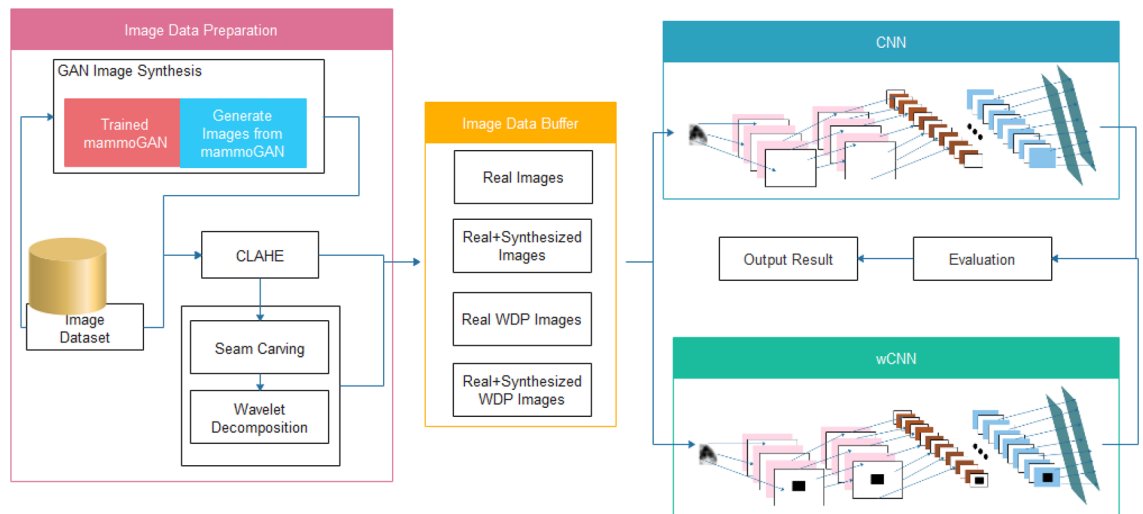 Image Data Preparation
GAN Image Synthesis
Trained
mammoGAN
Generate
Images from
mammoGAN
CLAHE
Image
Dataset
Seam Carving
Wavelet
Decomposition
Image Data Buffer
Real Images
Real+Synthesized
Images
Real WDP Images
Real+Synthesized
WDP Images
CNN
Output Result
Evaluation
wCNN